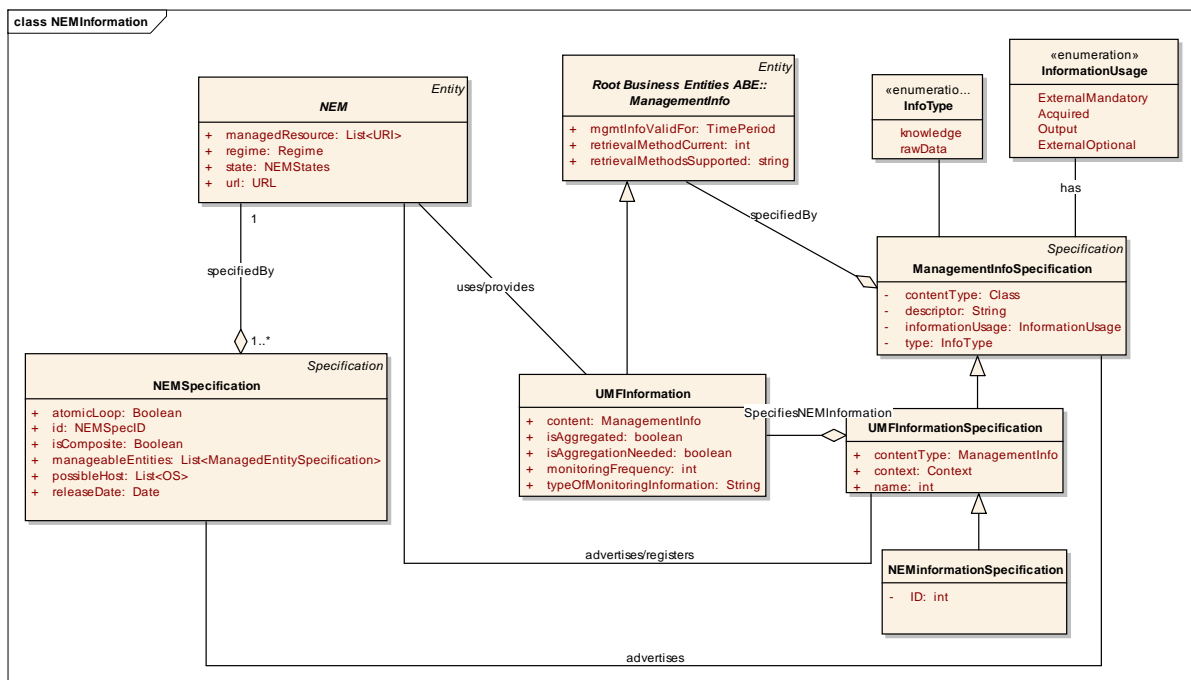 class NEMInformation
Entity
NEM
+ managedResource: List<URI>
+ regime: Regime
+ state: NEMStates
+ url: URL
Entity
Root Business Entities ABE::
ManagementInfo
+ mgmtInfoValidFor: TimePeriod
+ retrievalMethodCurrent: int
+ retrievalMethodsSupported: string
«enumeratio...
InfoType
knowledge
rawData
«enumeration»
InformationUsage
ExternalMandatory
Acquired
Output
ExternalOptional
has
1
specifiedBy
1..*
uses/provides
specifiedBy
Specification
ManagementInfoSpecification
- contentType: Class
- descriptor: String
- informationUsage: InformationUsage
- type: InfoType
Specification
NEMSpecification
+ atomicLoop: Boolean
+ id: NEMSpecID
+ isComposite: Boolean
+ manageableEntities: List<ManagedEntitySpecification>
+ possibleHost: List<OS>
+ releaseDate: Date
UMFInformation
+ content: ManagementInfo
+ isAggregated: boolean
+ isAggregationNeeded: boolean
+ monitoringFrequency: int
+ typeOfMonitoringInformation: String
SpecifiesNEMInformation
UMFInformationSpecification
+ contentType: ManagementInfo
+ context: Context
+ name: int
advertises/registers
NEMinformationSpecification
- ID: int
advertises